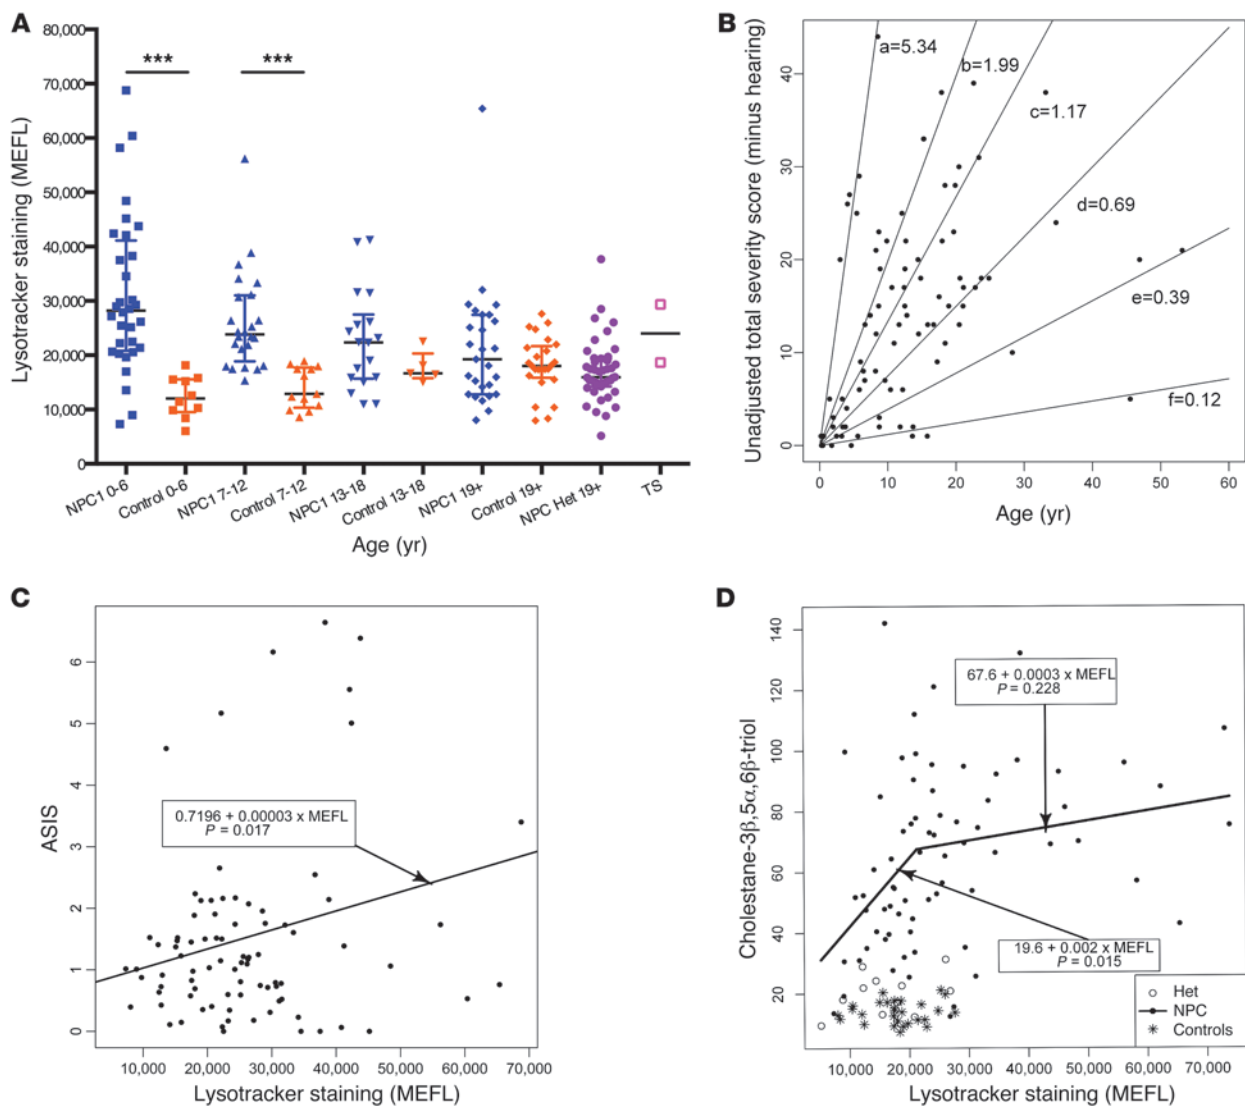 A
80,000
70,000
60,000
50,000
40,000
30,000
20,000
10,000
0
Lysotracker staining (MEFL)
***
***
NPC1 0-6
Control 0-6
NPC1 7-12
Control 7-12
NPC1 13-18
Control 13-18
NPC1 19+
Control 19+
NPC Het 19+
TS
Age (yr)
B
Unadjusted total severity score (minus hearing)
40
30
20
10
0
a=5.34
b=1.99
c=1.17
d=0.69
e=0.39
f=0.12
0 10 20 30 40 50 60
Age (yr)
C
ASIS
6
5
4
3
2
1
0
0.7196 + 0.00003 x MEFL
P = 0.017
10,000 20,000 30,000 40,000 50,000 60,000 70,000
Lysotracker staining (MEFL)
D
Cholestane-3β,5α,6β-triol
140
120
100
80
60
40
20
67.6 + 0.0003 x MEFL
P = 0.228
19.6 + 0.002 x MEFL
P = 0.015
Het
NPC
Controls
10,000 20,000 30,000 40,000 50,000 60,000 70,000
Lysotracker staining (MEFL)